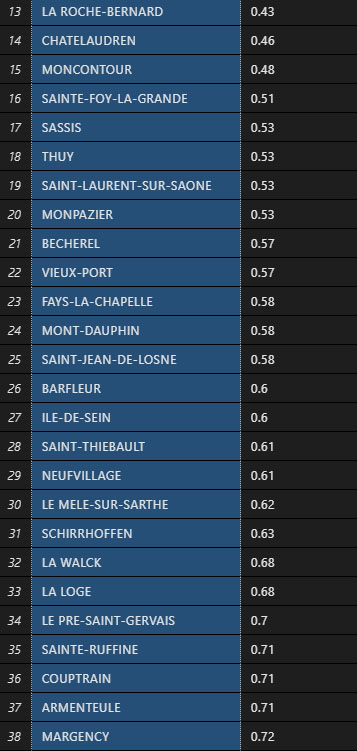 13 LA ROCHE-BERNARD 0.43
14 CHATELAUDREN 0.46
15 MONCONTOUR 0.48
16 SAINTE-FOY-LA-GRANDE 0.51
17 SASSIS 0.53
18 THUY 0.53
19 SAINT-LAURENT-SUR-SAONE 0.53
20 MONPAZIER 0.53
21 BECHEREL 0.57
22 VIEUX-PORT 0.57
23 FAYS-LA-CHAPELLE 0.58
24 MONT-DAUPHIN 0.58
25 SAINT-JEAN-DE-LOSNE 0.58
26 BARFLEUR 0.6
27 ILE-DE-SEIN 0.6
28 SAINT-THIEBAULT 0.61
29 NEUFVILLAGE 0.61
30 LE MELE-SUR-SARTHE 0.62
31 SCHIRRHOFFEN 0.63
32 LA WALCK 0.68
33 LA LOGE 0.68
34 LE PRE-SAINT-GERVAIS 0.7
35 SAINTE-RUFFINE 0.71
36 COUPTRAIN 0.71
37 ARMENTEULE 0.71
38 MARGENCY 0.72